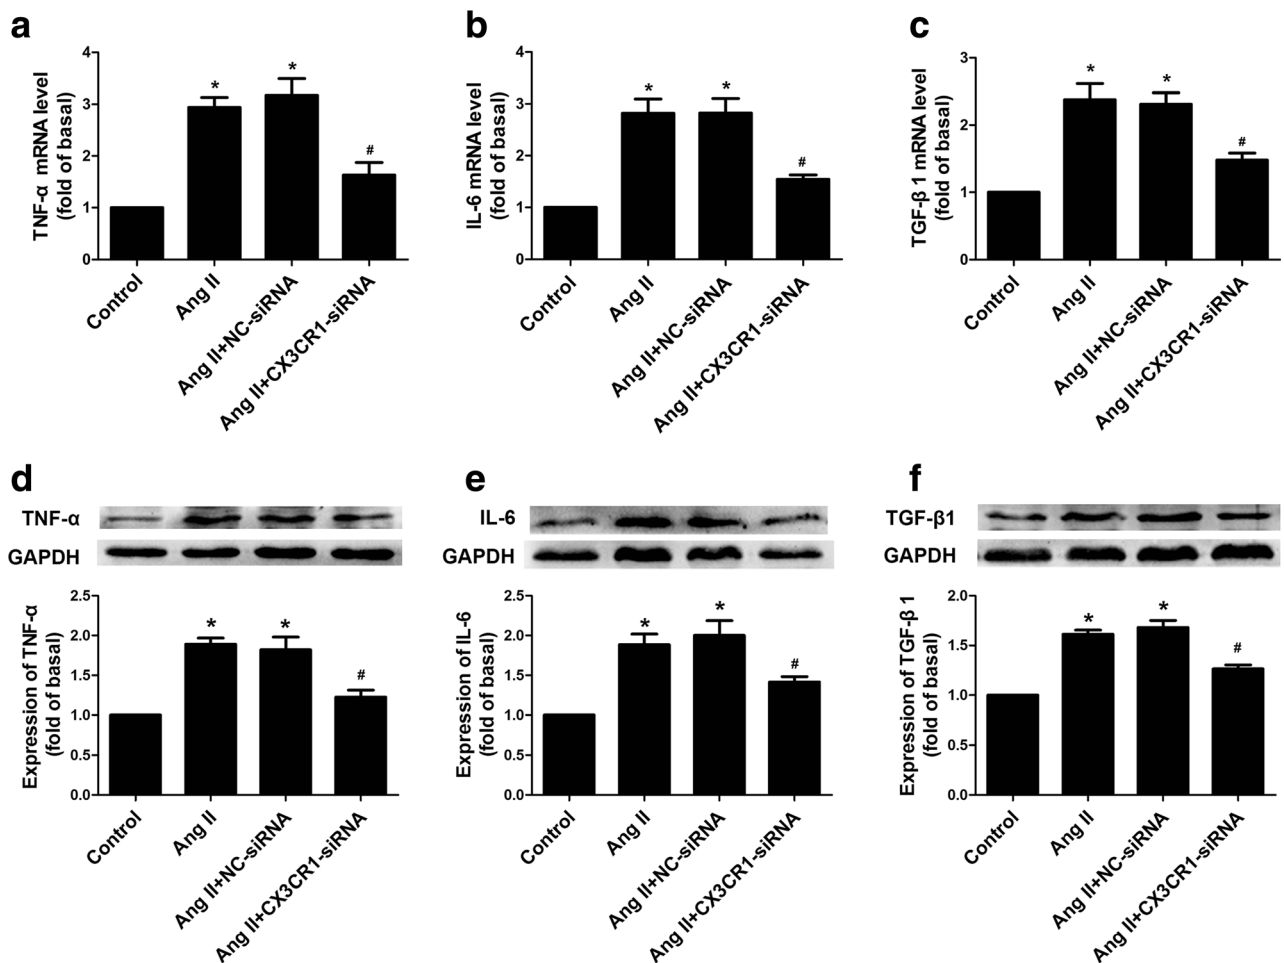 a
TNF-α mRNA level
(fold of basal)
4
3
2
1
0
*
*
#
Control
Ang II
Ang II+NC-siRNA
Ang II+CX3CR1-siRNA
b
IL-6 mRNA level
(fold of basal)
4
3
2
1
0
*
*
#
Control
Ang II
Ang II+NC-siRNA
Ang II+CX3CR1-siRNA
c
TGF-β 1 mRNA level
(fold of basal)
3
2
1
0
*
*
#
Control
Ang II
Ang II+NC-siRNA
Ang II+CX3CR1-siRNA
d
TNF-α
GAPDH
Expression of TNF-α
(fold of basal)
2.5
2.0
1.5
1.0
0.5
0.0
*
*
#
Control
Ang II
Ang II+NC-siRNA
Ang II+CX3CR1-siRNA
e
IL-6
GAPDH
Expression of IL-6
(fold of basal)
2.5
2.0
1.5
1.0
0.5
0.0
*
*
#
Control
Ang II
Ang II+NC-siRNA
Ang II+CX3CR1-siRNA
f
TGF-β1
GAPDH
Expression of TGF-β 1
(fold of basal)
2.0
1.5
1.0
0.5
0.0
*
*
#
Control
Ang II
Ang II+NC-siRNA
Ang II+CX3CR1-siRNA